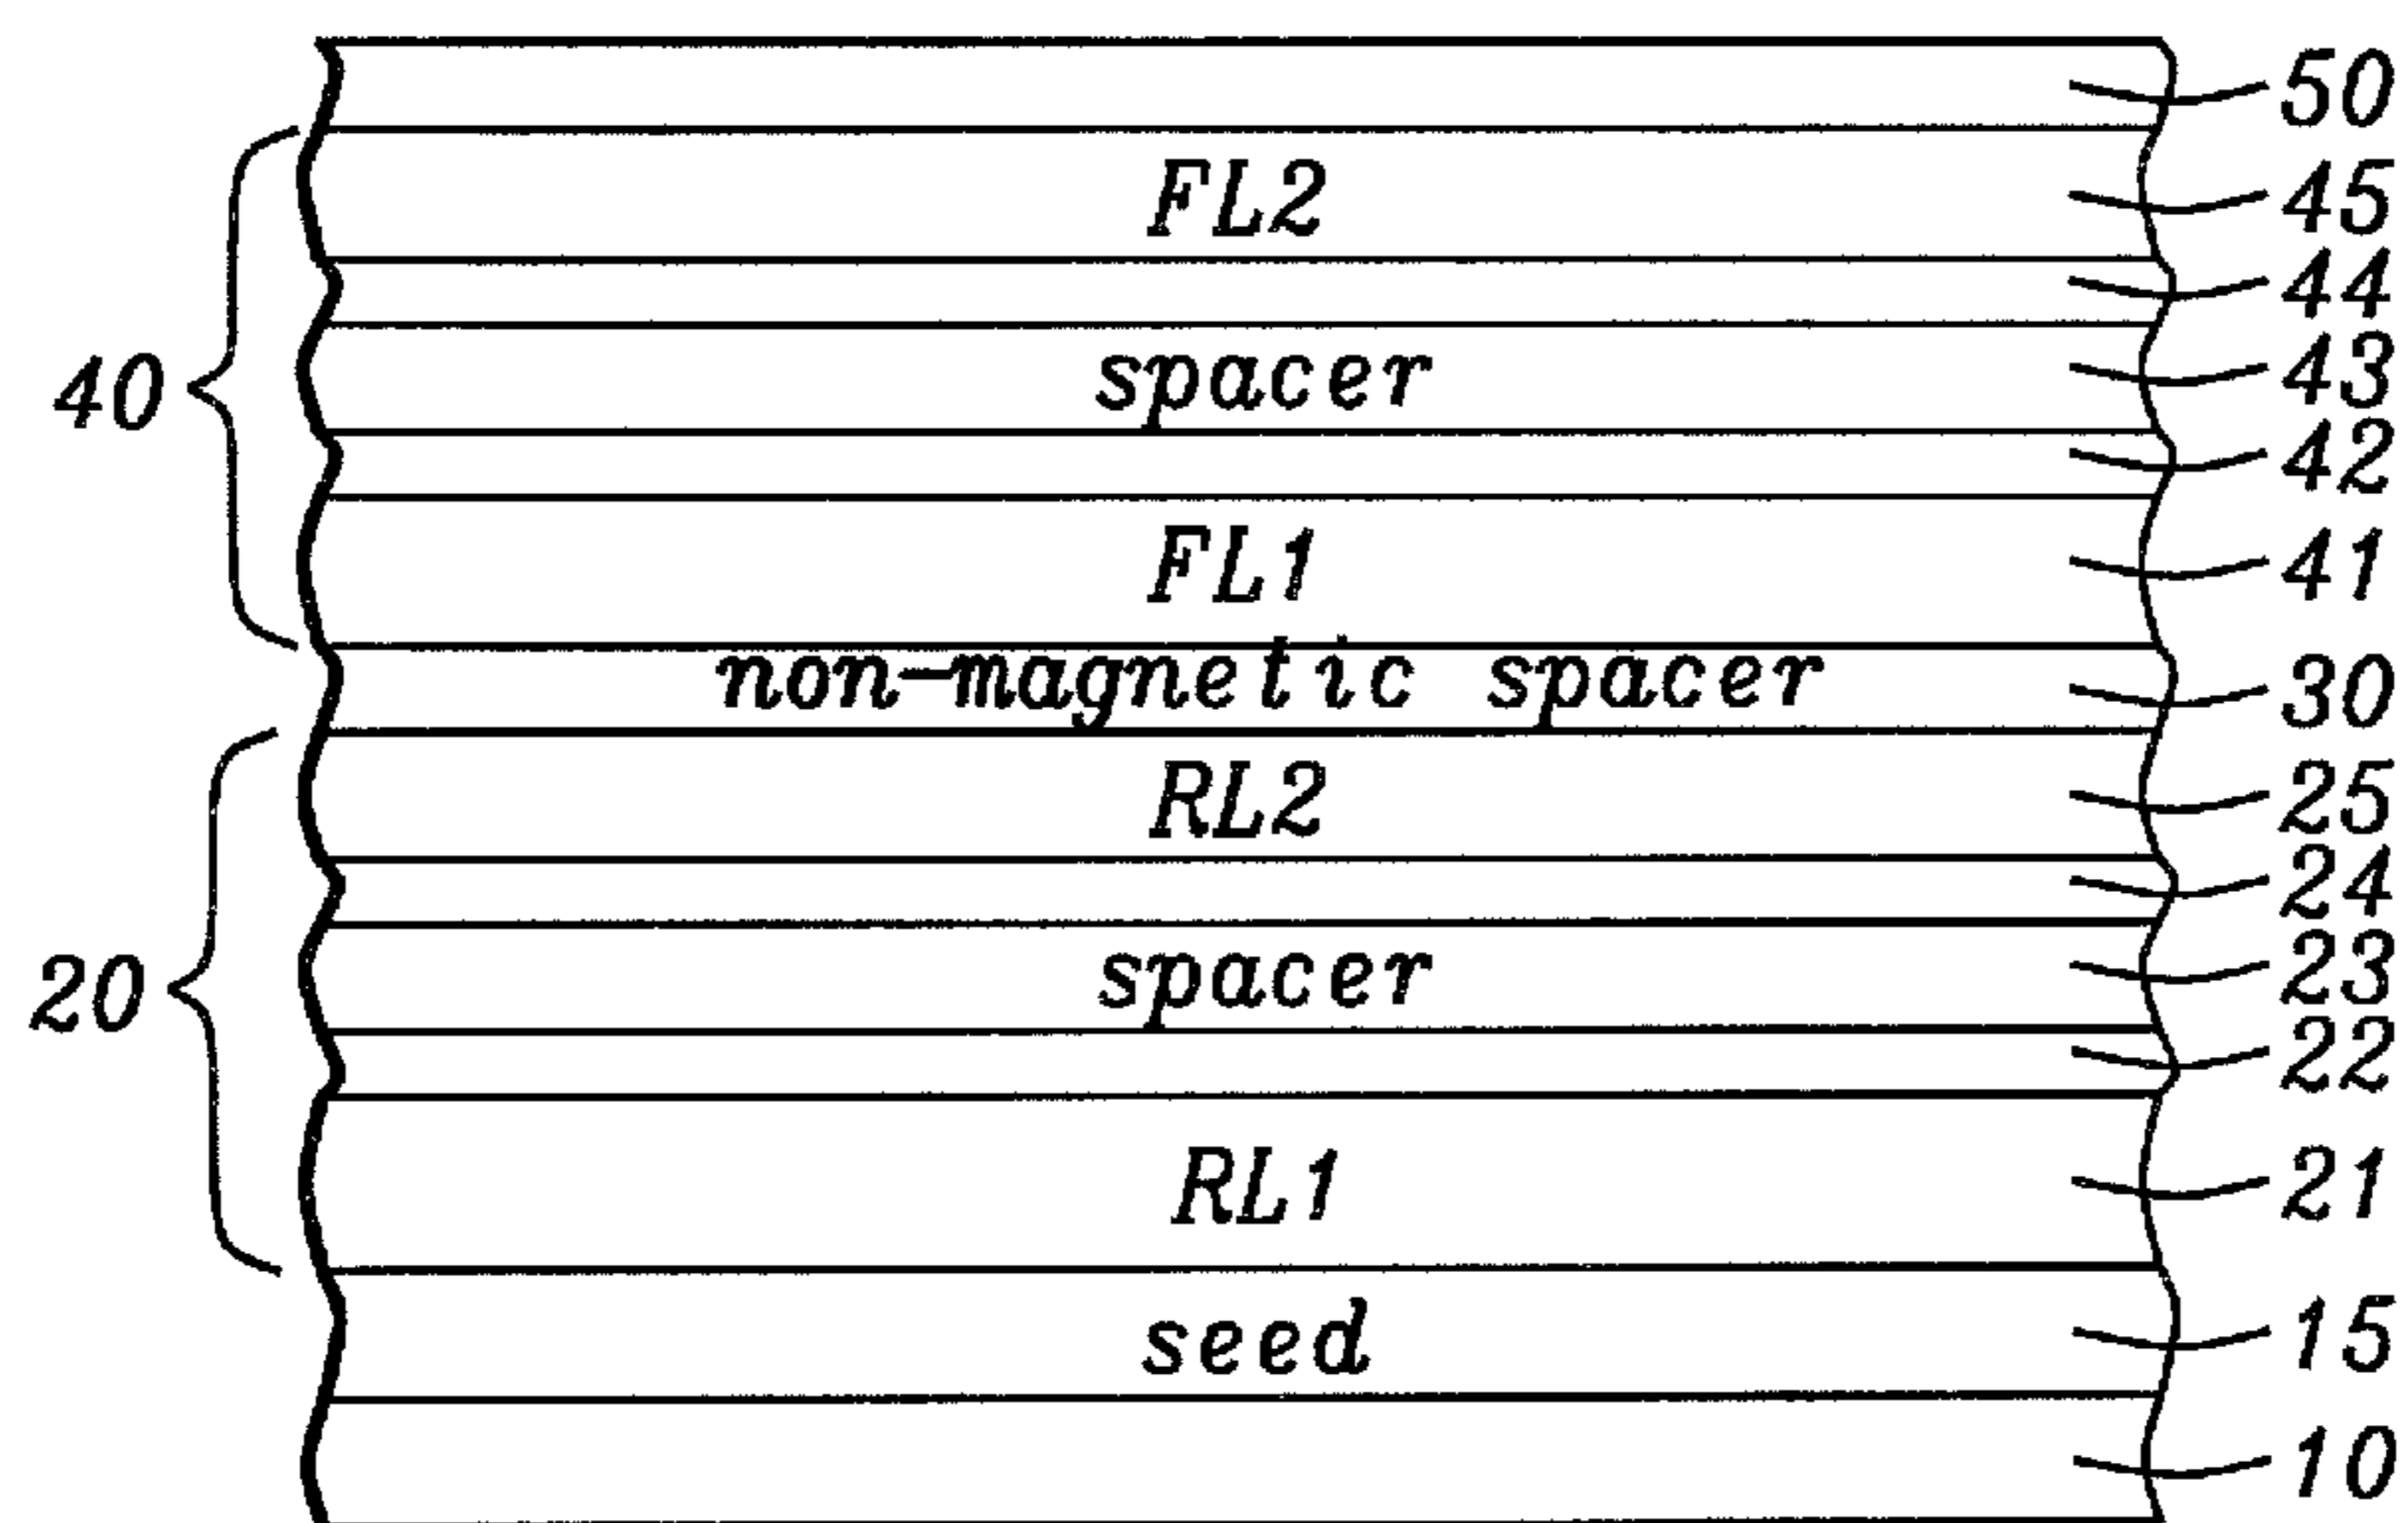 50
FL2 45
44
spacer 43
40
42
FL1 41
non-magnetic spacer 30
RL2 25
24
spacer 23
20
22
RL1 21
seed 15
10